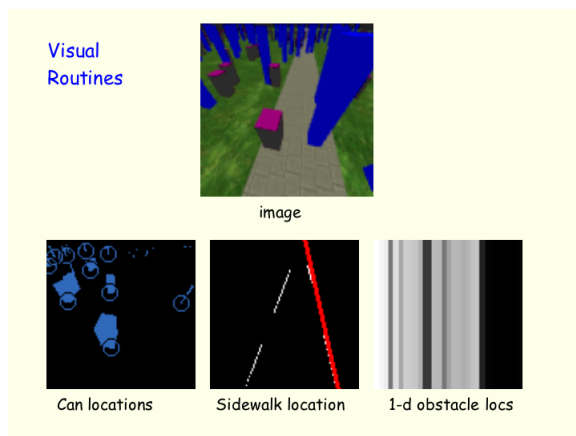 Visual
Routines
image
Can locations
Sidewalk location
1-d obstacle locs